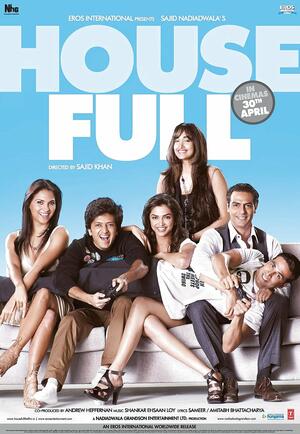 Nhg
EROS
EROS INTERNATIONAL PRESENTS SAJID NADIADWALA'S
HOUSE
FULL
IN
CINEMAS
30TH
APRIL
DIRECTED BY SAJID KHAN
CO-PRODUCED BY ANDREW HEFFERNAN MUSIC SHANKAR EHSAAN LOY LYRICS SAMEER / AMITABH BHATTACHARYA
A NADIADWALA GRANDSON ENTERTAINMENT LTD. PRODUCTION
AN EROS INTERNATIONAL WORLDWIDE RELEASE